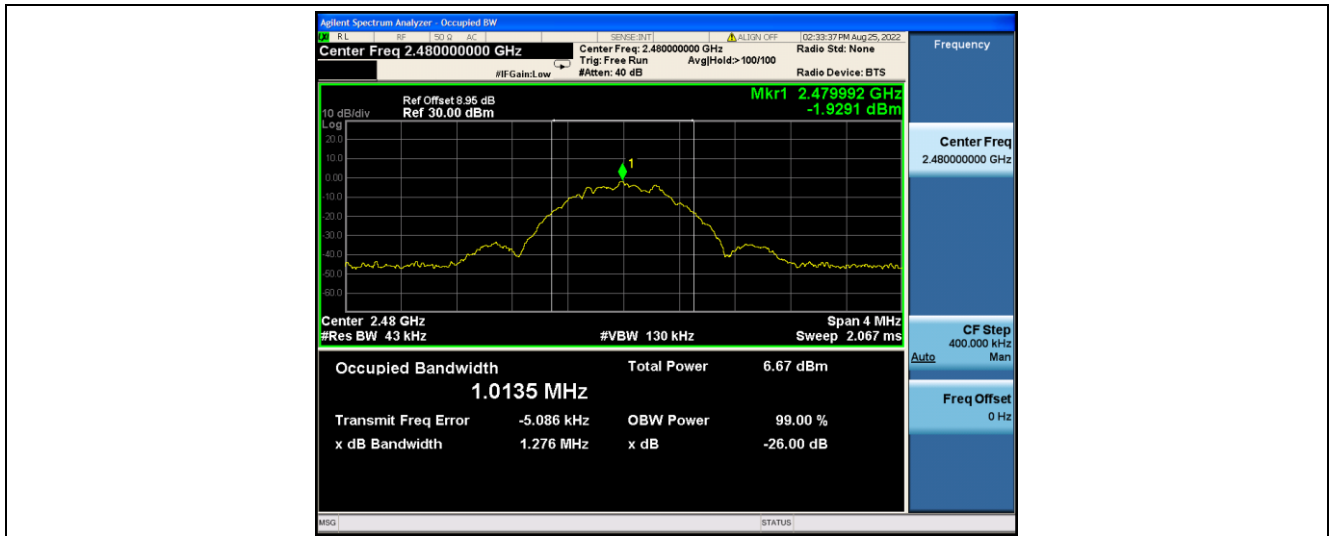 Agilent Spectrum Analyzer - Occupied BW
RL RF 50 Ω AC SENSE:INT ALIGN OFF 02:33:37 PM Aug 25, 2022
Center Freq 2.480000000 GHz
Center Freq: 2.480000000 GHz Radio Std: None
Trig: Free Run Avg|Hold:> 100/100
#IFGain:Low #Atten: 40 dB Radio Device: BTS
Frequency
Ref Offset 8.95 dB
10 dB/div Ref 30.00 dBm
Mkr1 2.479992 GHz
-1.9291 dBm
Log
20.0
10.0
0.00
-10.0
-20.0
-30.0
-40.0
-50.0
-60.0
1
Center 2.48 GHz Span 4 MHz
#Res BW 43 kHz #VBW 130 kHz Sweep 2.067 ms
Occupied Bandwidth Total Power 6.67 dBm
1.0135 MHz
Transmit Freq Error -5.086 kHz OBW Power 99.00 %
x dB Bandwidth 1.276 MHz x dB -26.00 dB
Center Freq
2.480000000 GHz
CF Step
400.000 kHz
Auto Man
Freq Offset
0 Hz
MSG STATUS